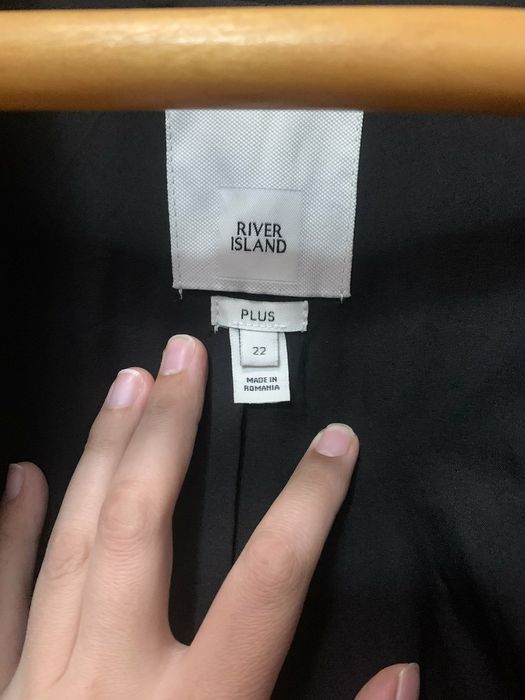 RIVER
ISLAND
PLUS
22
MADE IN
ROMANIA